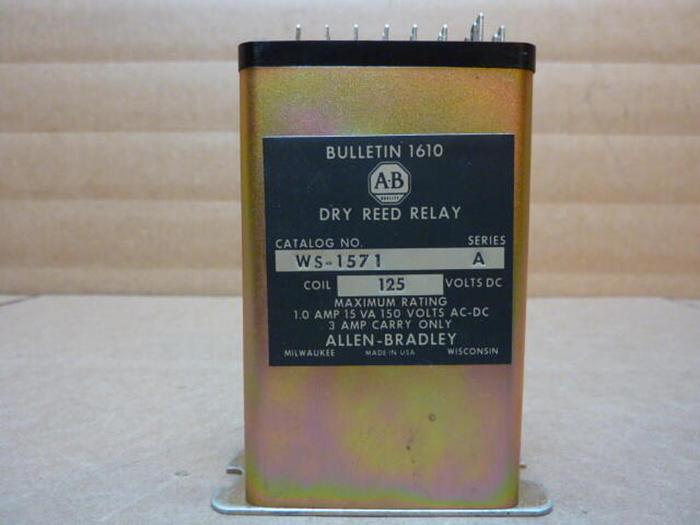 BULLETIN 1610
A-B
QUALITY
DRY REED RELAY
CATALOG NO. SERIES
WS-1571 A
COIL 125 VOLTS DC
MAXIMUM RATING
1.0 AMP 15 VA 150 VOLTS AC-DC
3 AMP CARRY ONLY
ALLEN-BRADLEY
MILWAUKEE MADE IN USA WISCONSIN